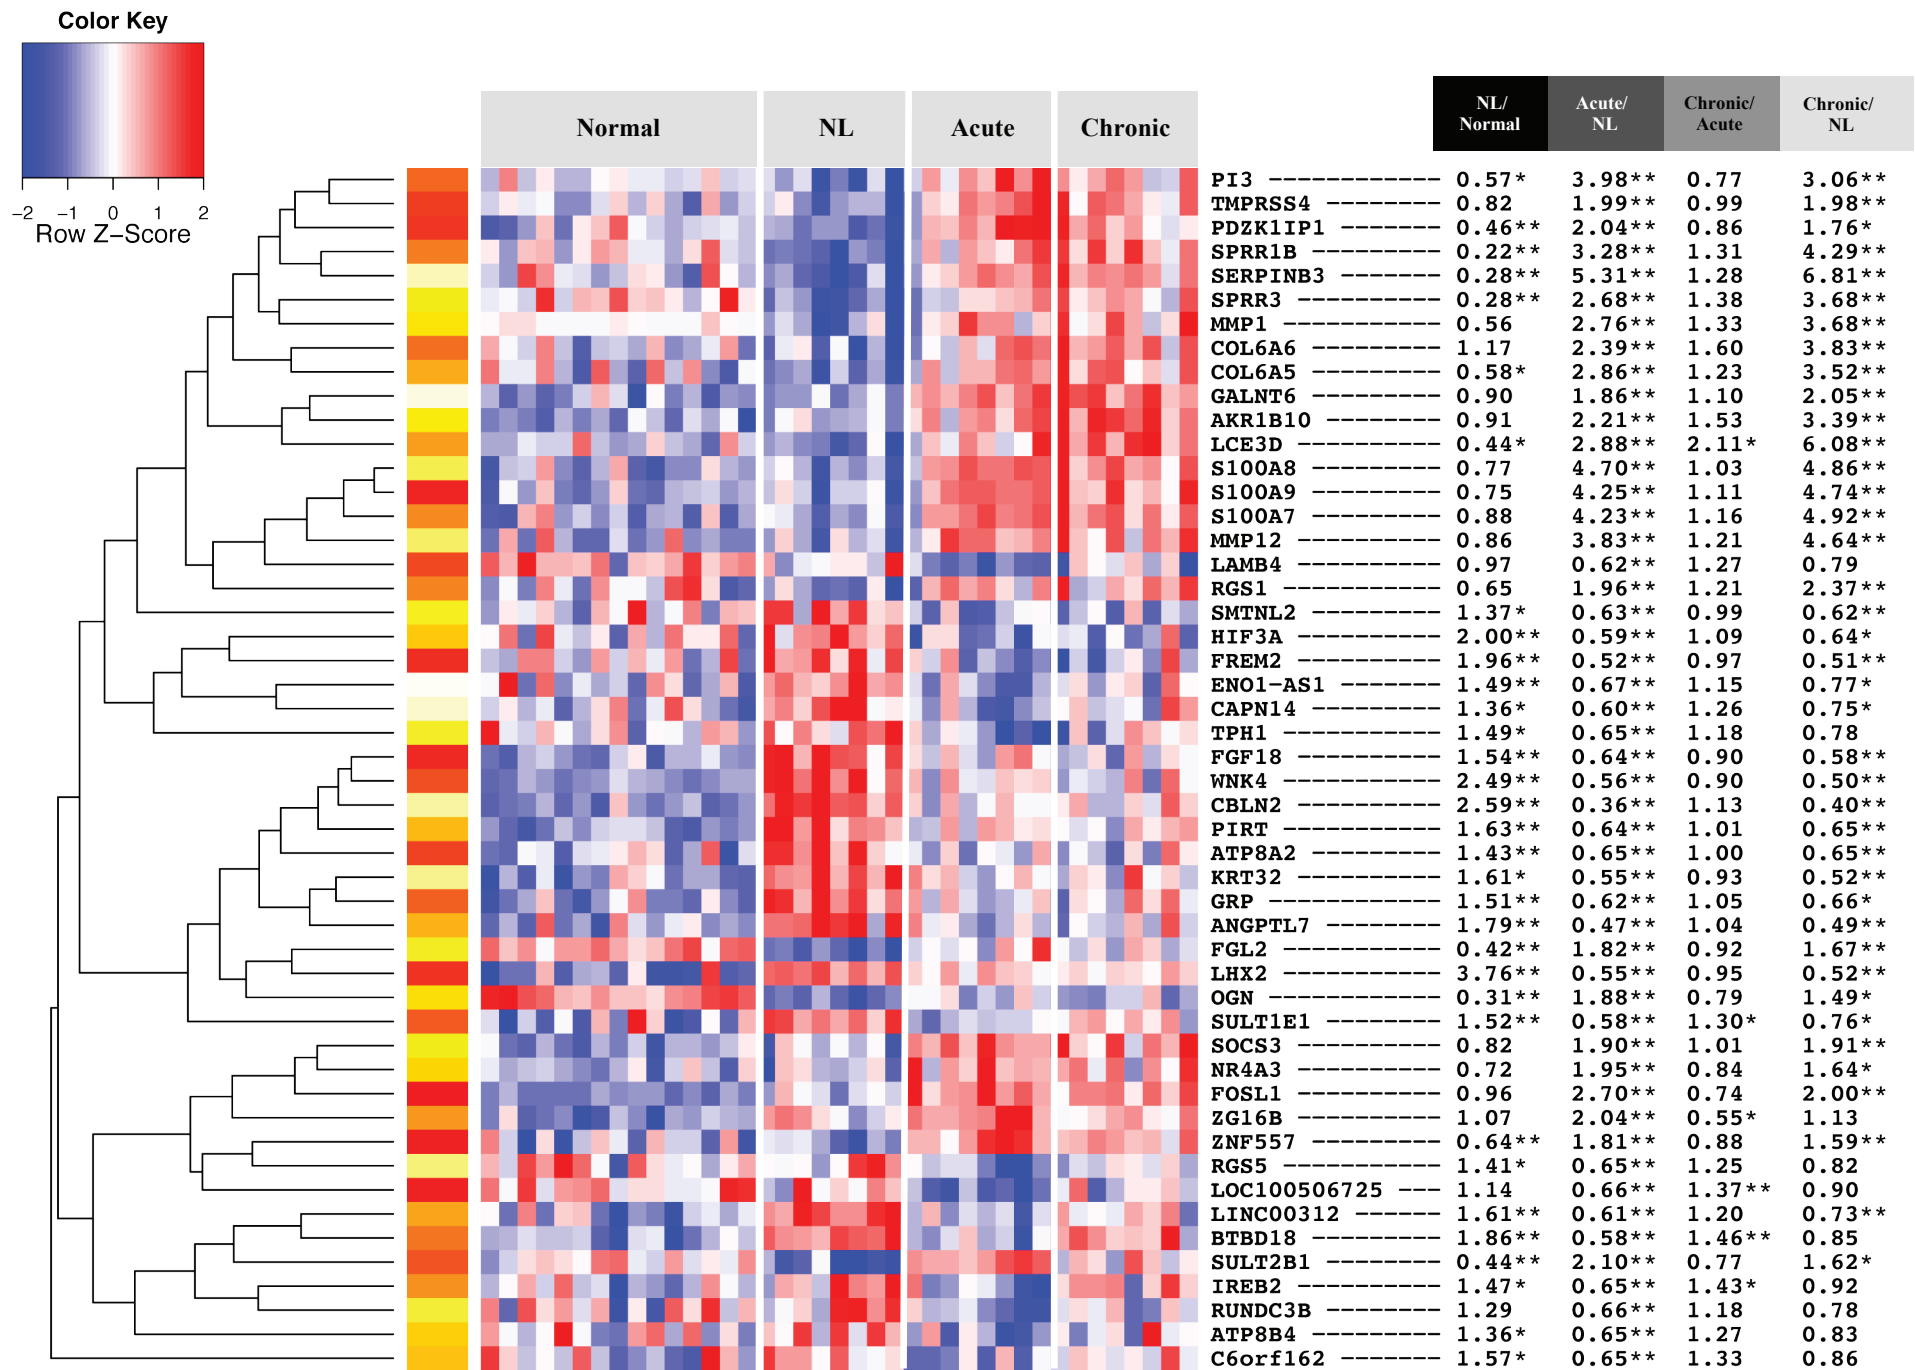 Color Key
−2 −1 0 1 2
Row Z−Score
Normal NL Acute Chronic
NL/ Normal Acute/ NL Chronic/ Acute Chronic/ NL
PI3 0.57* 3.98** 0.77 3.06**
TMPRSS4 0.82 1.99** 0.99 1.98**
PDZK1IP1 0.46** 2.04** 0.86 1.76*
SPRR1B 0.22** 3.28** 1.31 4.29**
SERPINB3 0.28** 5.31** 1.28 6.81**
SPRR3 0.28** 2.68** 1.38 3.68**
MMP1 0.56 2.76** 1.33 3.68**
COL6A6 1.17 2.39** 1.60 3.83**
COL6A5 0.58* 2.86** 1.23 3.52**
GALNT6 0.90 1.86** 1.10 2.05**
AKR1B10 0.91 2.21** 1.53 3.39**
LCE3D 0.44* 2.88** 2.11* 6.08**
S100A8 0.77 4.70** 1.03 4.86**
S100A9 0.75 4.25** 1.11 4.74**
S100A7 0.88 4.23** 1.16 4.92**
MMP12 0.86 3.83** 1.21 4.64**
LAMB4 0.97 0.62** 1.27 0.79
RGS1 0.65 1.96** 1.21 2.37**
SMTNL2 1.37* 0.63** 0.99 0.62**
HIF3A 2.00** 0.59** 1.09 0.64*
FREM2 1.96** 0.52** 0.97 0.51**
ENO1−AS1 1.49** 0.67** 1.15 0.77*
CAPN14 1.36* 0.60** 1.26 0.75*
TPH1 1.49* 0.65** 1.18 0.78
FGF18 1.54** 0.64** 0.90 0.58**
WNK4 2.49** 0.56** 0.90 0.50**
CBLN2 2.59** 0.36** 1.13 0.40**
PIRT 1.63** 0.64** 1.01 0.65**
ATP8A2 1.43** 0.65** 1.00 0.65**
KRT32 1.61* 0.55** 0.93 0.52**
GRP 1.51** 0.62** 1.05 0.66*
ANGPTL7 1.79** 0.47** 1.04 0.49**
FGL2 0.42** 1.82** 0.92 1.67**
LHX2 3.76** 0.55** 0.95 0.52**
OGN 0.31** 1.88** 0.79 1.49*
SULT1E1 1.52** 0.58** 1.30* 0.76*
SOCS3 0.82 1.90** 1.01 1.91**
NR4A3 0.72 1.95** 0.84 1.64*
FOSL1 0.96 2.70** 0.74 2.00**
ZG16B 1.07 2.04** 0.55* 1.13
ZNF557 0.64** 1.81** 0.88 1.59**
RGS5 1.41* 0.65** 1.25 0.82
LOC100506725 1.14 0.66** 1.37** 0.90
LINC00312 1.61** 0.61** 1.20 0.73**
BTBD18 1.86** 0.58** 1.46** 0.85
SULT2B1 0.44** 2.10** 0.77 1.62*
IREB2 1.47* 0.65** 1.43* 0.92
RUNDC3B 1.29 0.66** 1.18 0.78
ATP8B4 1.36* 0.65** 1.27 0.83
C6orf162 1.57* 0.65** 1.33 0.86